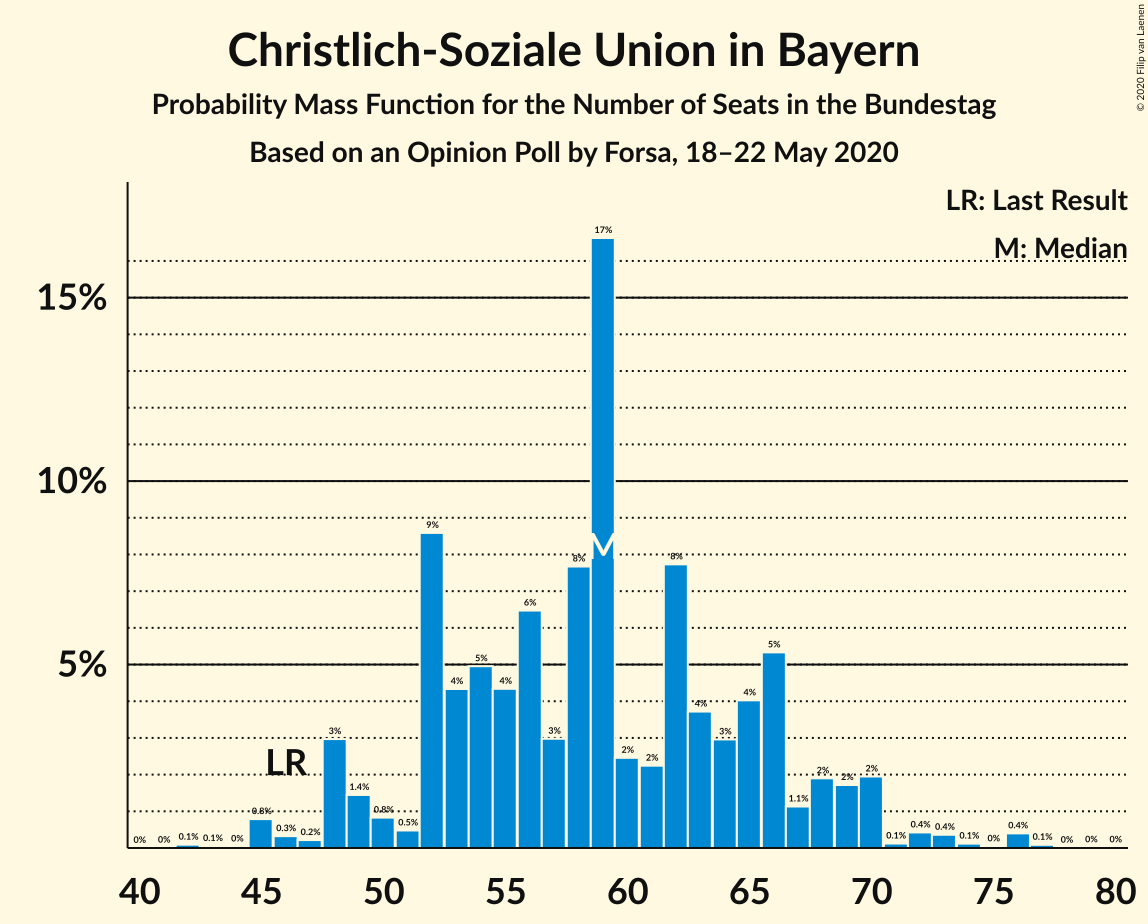 Christlich-Soziale Union in Bayern
Probability Mass Function for the Number of Seats in the Bundestag
Based on an Opinion Poll by Forsa, 18–22 May 2020
© 2020 Filip van Laenen
LR: Last Result
M: Median
15%
10%
5%
LR
M
0% 0% 0.1% 0.1% 0% 0.8% 0.3% 0.2% 3% 1.4% 0.8% 0.5% 9% 4% 5% 4% 6% 3% 8% 17% 2% 2% 8% 4% 3% 4% 5% 1.1% 2% 2% 2% 0.1% 0.4% 0.4% 0.1% 0% 0.4% 0.1% 0% 0% 0%
40 45 50 55 60 65 70 75 80